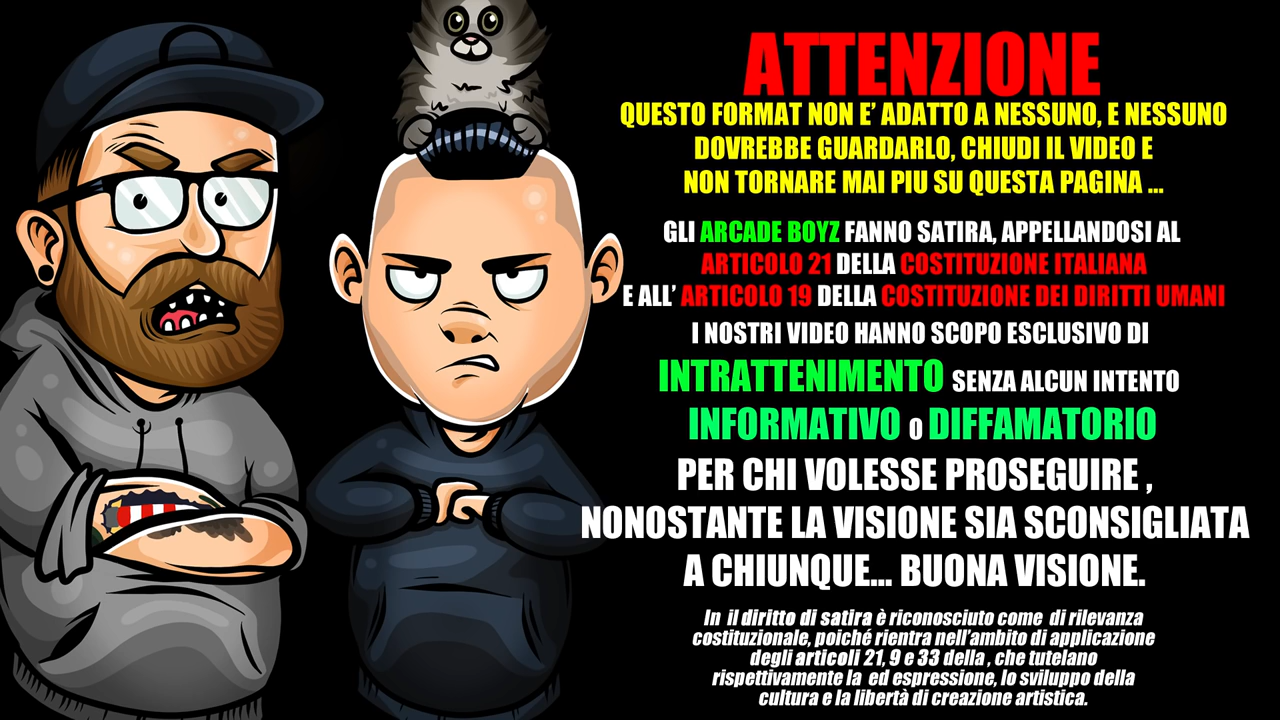 ATTENZIONE
QUESTO FORMAT NON E' ADATTO A NESSUNO, E NESSUNO
DOVREBBE GUARDARLO, CHIUDI IL VIDEO E
NON TORNARE MAI PIU SU QUESTA PAGINA ...
GLI ARCADE BOYZ FANNO SATIRA, APPELLANDOSI AL
ARTICOLO 21 DELLA COSTITUZIONE ITALIANA
E ALL' ARTICOLO 19 DELLA COSTITUZIONE DEI DIRITTI UMANI
I NOSTRI VIDEO HANNO SCOPO ESCLUSIVO DI
INTRATTENIMENTO SENZA ALCUN INTENTO
INFORMATIVO O DIFFAMATORIO
PER CHI VOLESSE PROSEGUIRE ,
NONOSTANTE LA VISIONE SIA SCONSIGLIATA
A CHIUNQUE... BUONA VISIONE.
In il diritto di satira è riconosciuto come di rilevanza
costituzionale, poiché rientra nell'ambito di applicazione
degli articoli 21, 9 e 33 della , che tutelano
rispettivamente la ed espressione, lo sviluppo della
cultura e la libertà di creazione artistica.